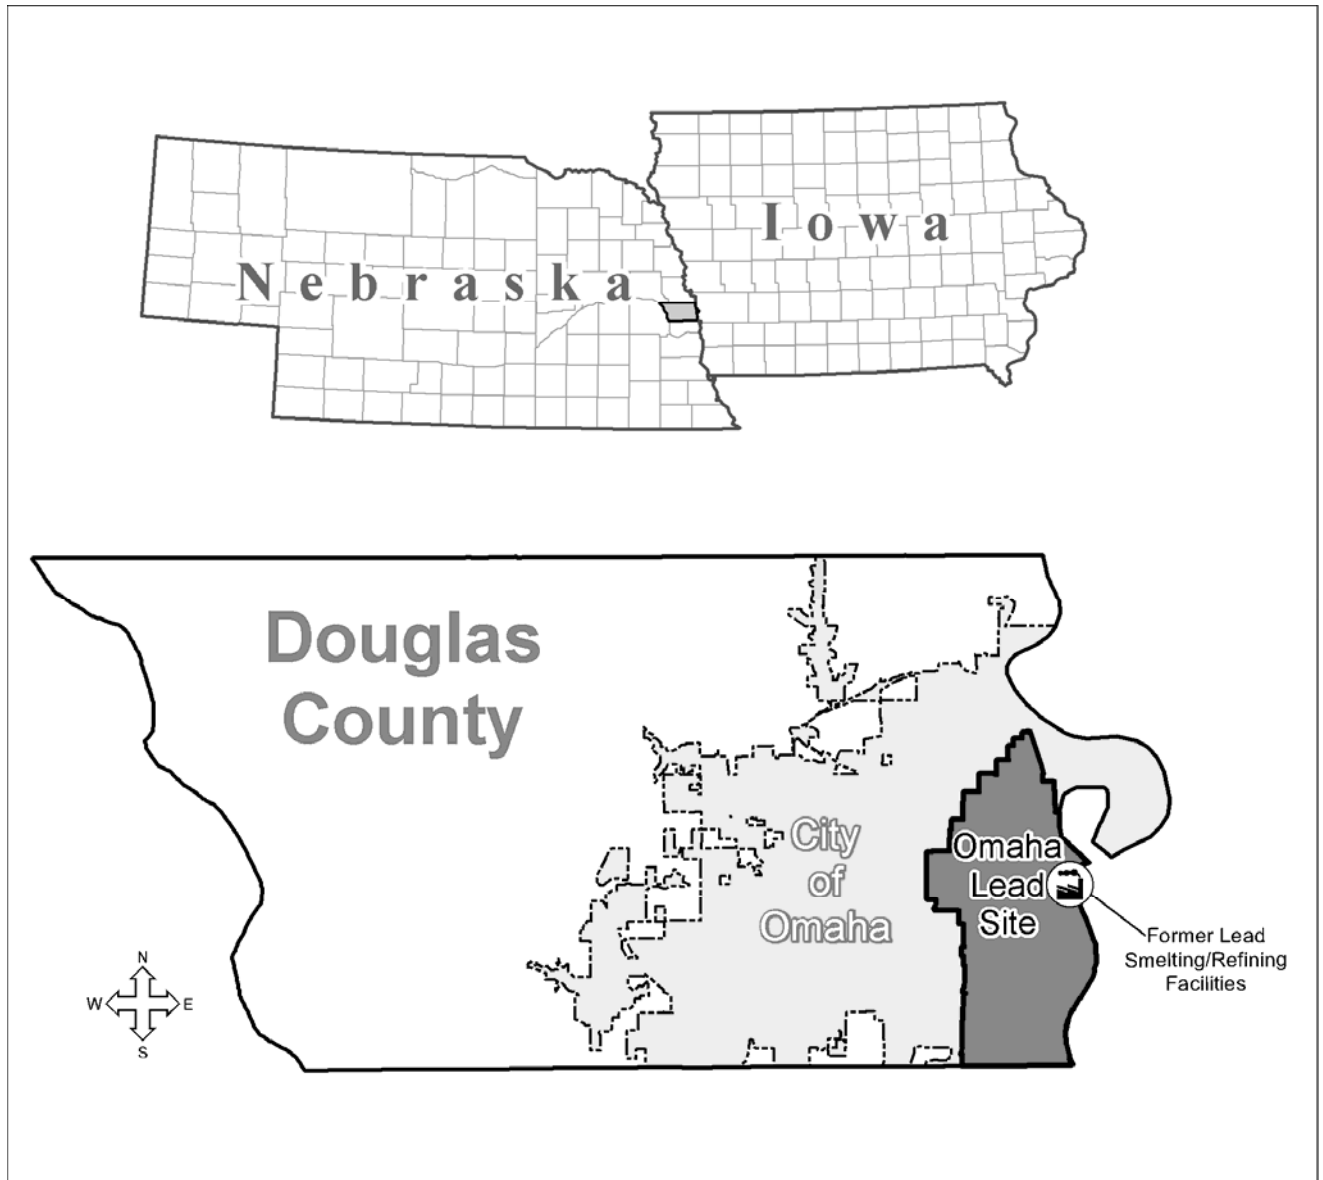 Iowa
Nebraska
Douglas
County
City
of
Omaha
Omaha
Lead
Site
Former Lead
Smelting/Refining
Facilities
N
W E
S